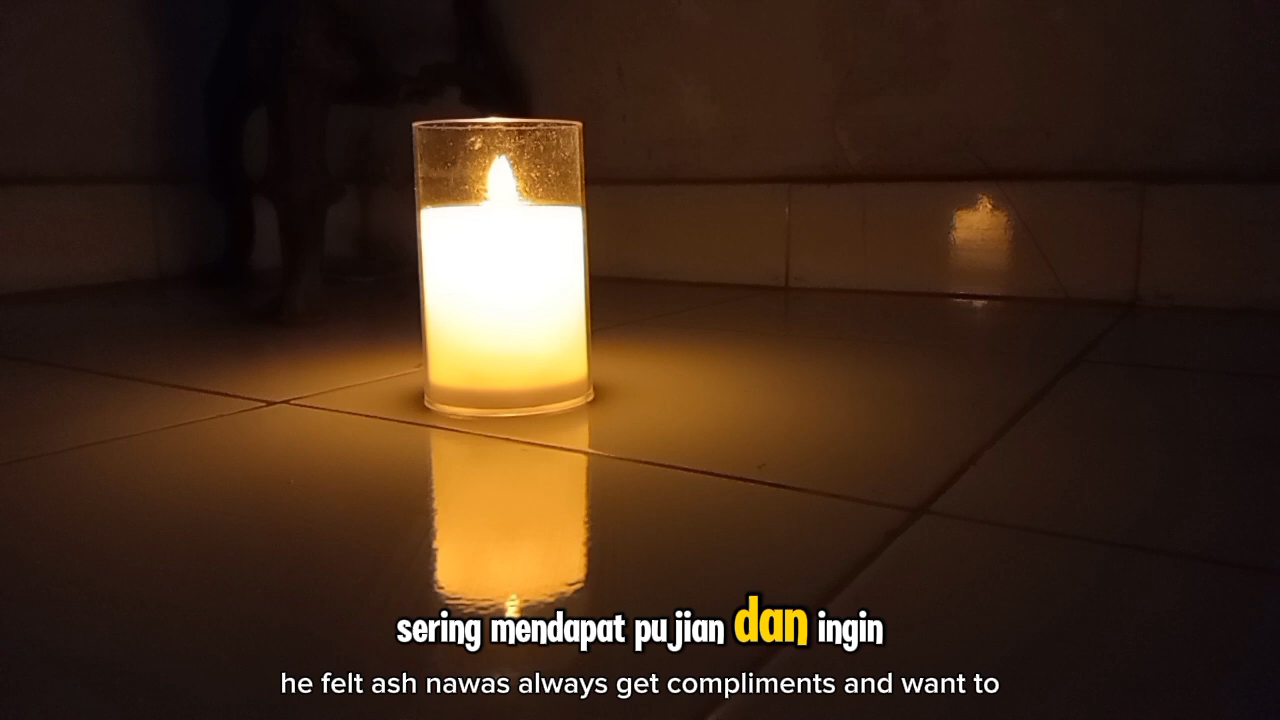 sering mendapat pujian dan ingin
he felt ash nawas always get compliments and want to